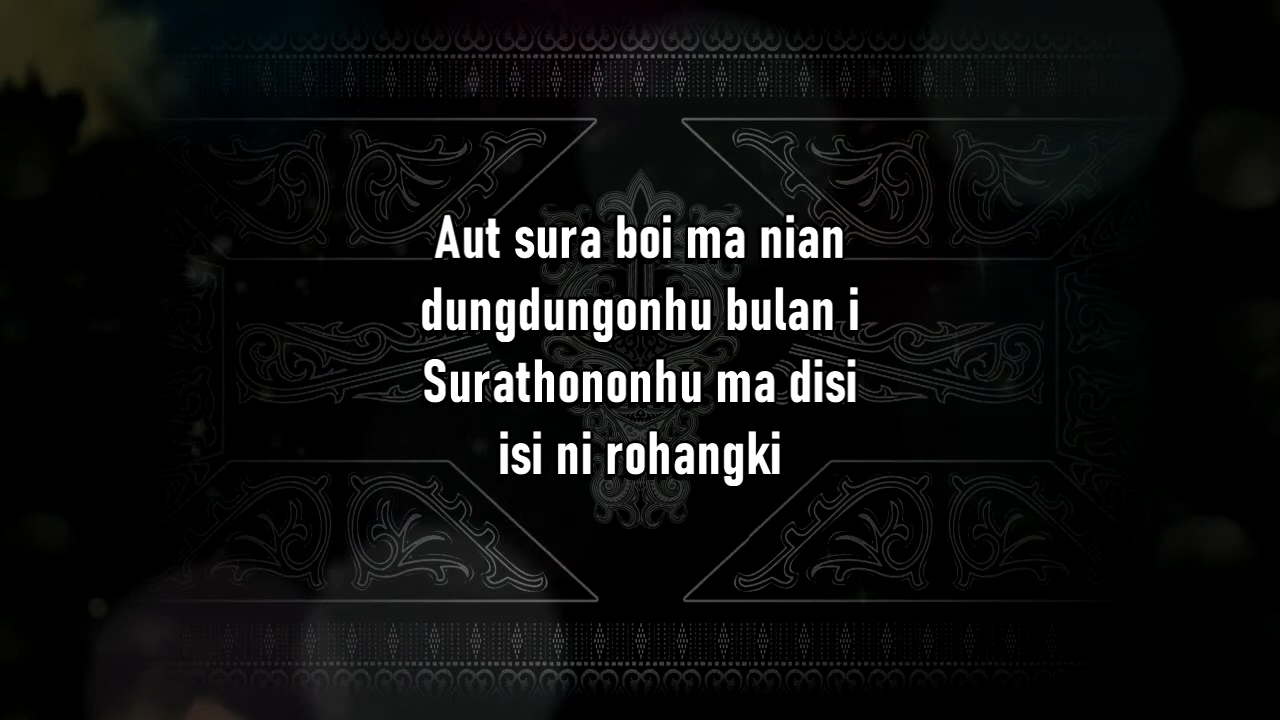 Aut sura boi ma nian
dungdungonhu bulan i
Surathononhu ma disi
isi ni rohangki